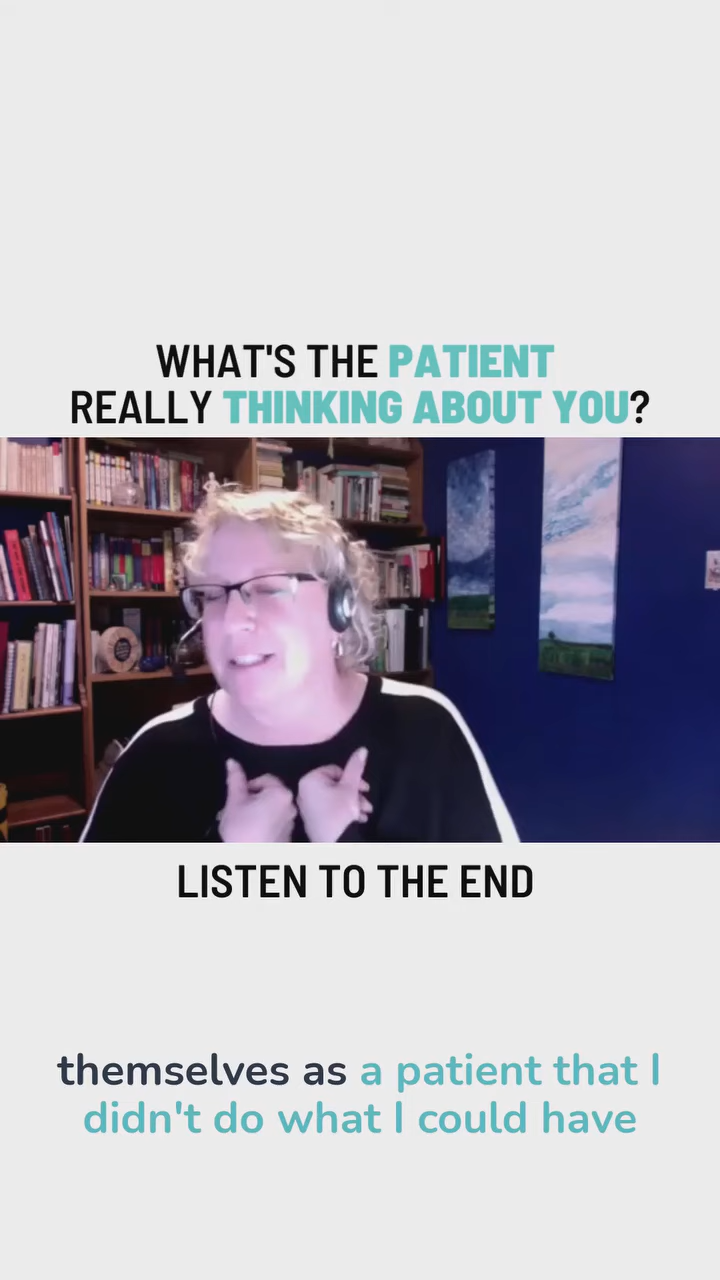 WHAT'S THE PATIENT
REALLY THINKING ABOUT YOU?
LISTEN TO THE END
themselves as a patient that I
didn't do what I could have